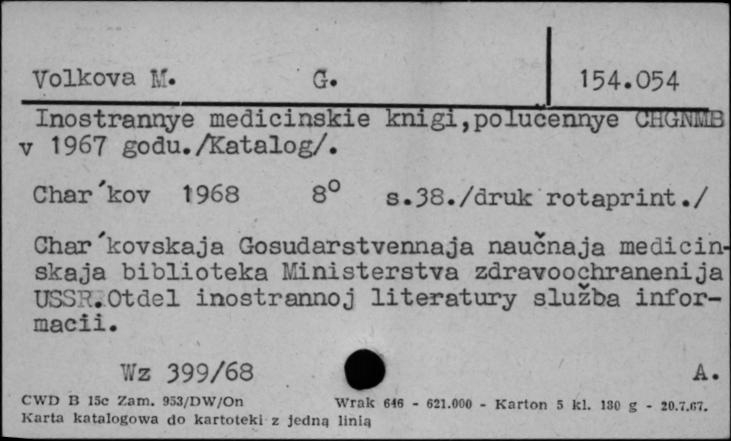 Volkova M. G. 154.054
Inostrannye medicinskie knigi,polučennye CHGNMB
v 1967 godu./Katalog/.
Char´kov 1968 8° s.38./druk rotaprint./
Char´kovskaja Gosudarstvennaja naučnaja medicin-
skaja biblioteka Ministerstva zdravoochranenija
USSR.Otdel inostrannoj literatury služba infor-
macii.
Wz 399/68 A.
CWD B 15c Zam. 953/DW/On Wrak 646 - 621.000 - Karton 5 kl. 180 g - 20.7.67.
Karta katalogowa do kartoteki z jedną linią